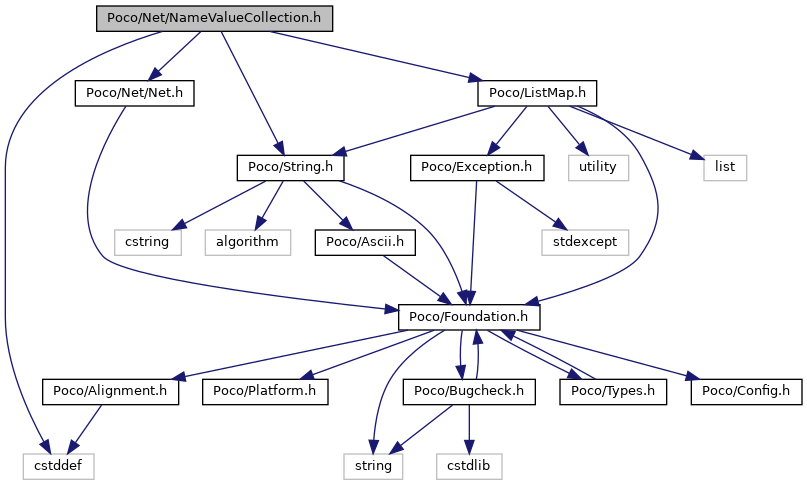 Poco/Net/NameValueCollection.h
Poco/Net/Net.h
Poco/ListMap.h
Poco/String.h
Poco/Exception.h
utility
list
cstring
algorithm
Poco/Ascii.h
stdexcept
Poco/Foundation.h
Poco/Alignment.h
Poco/Platform.h
Poco/Bugcheck.h
Poco/Types.h
Poco/Config.h
cstddef
string
cstdlib